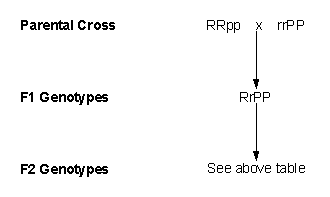 Parental Cross RRpp x rrPP
F1 Genotypes RrPP
F2 Genotypes See above table